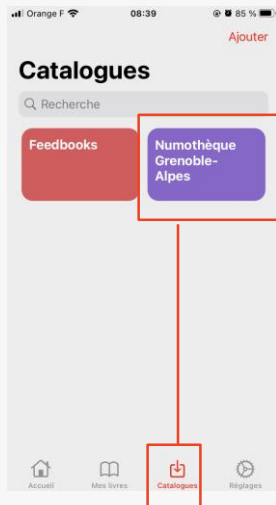 Orange F 08:39 85 %
Ajouter
Catalogues
Recherche
Feedbooks
Numothèque
Grenoble-
Alpes
Accueil Mes livres Catalogues Réglages